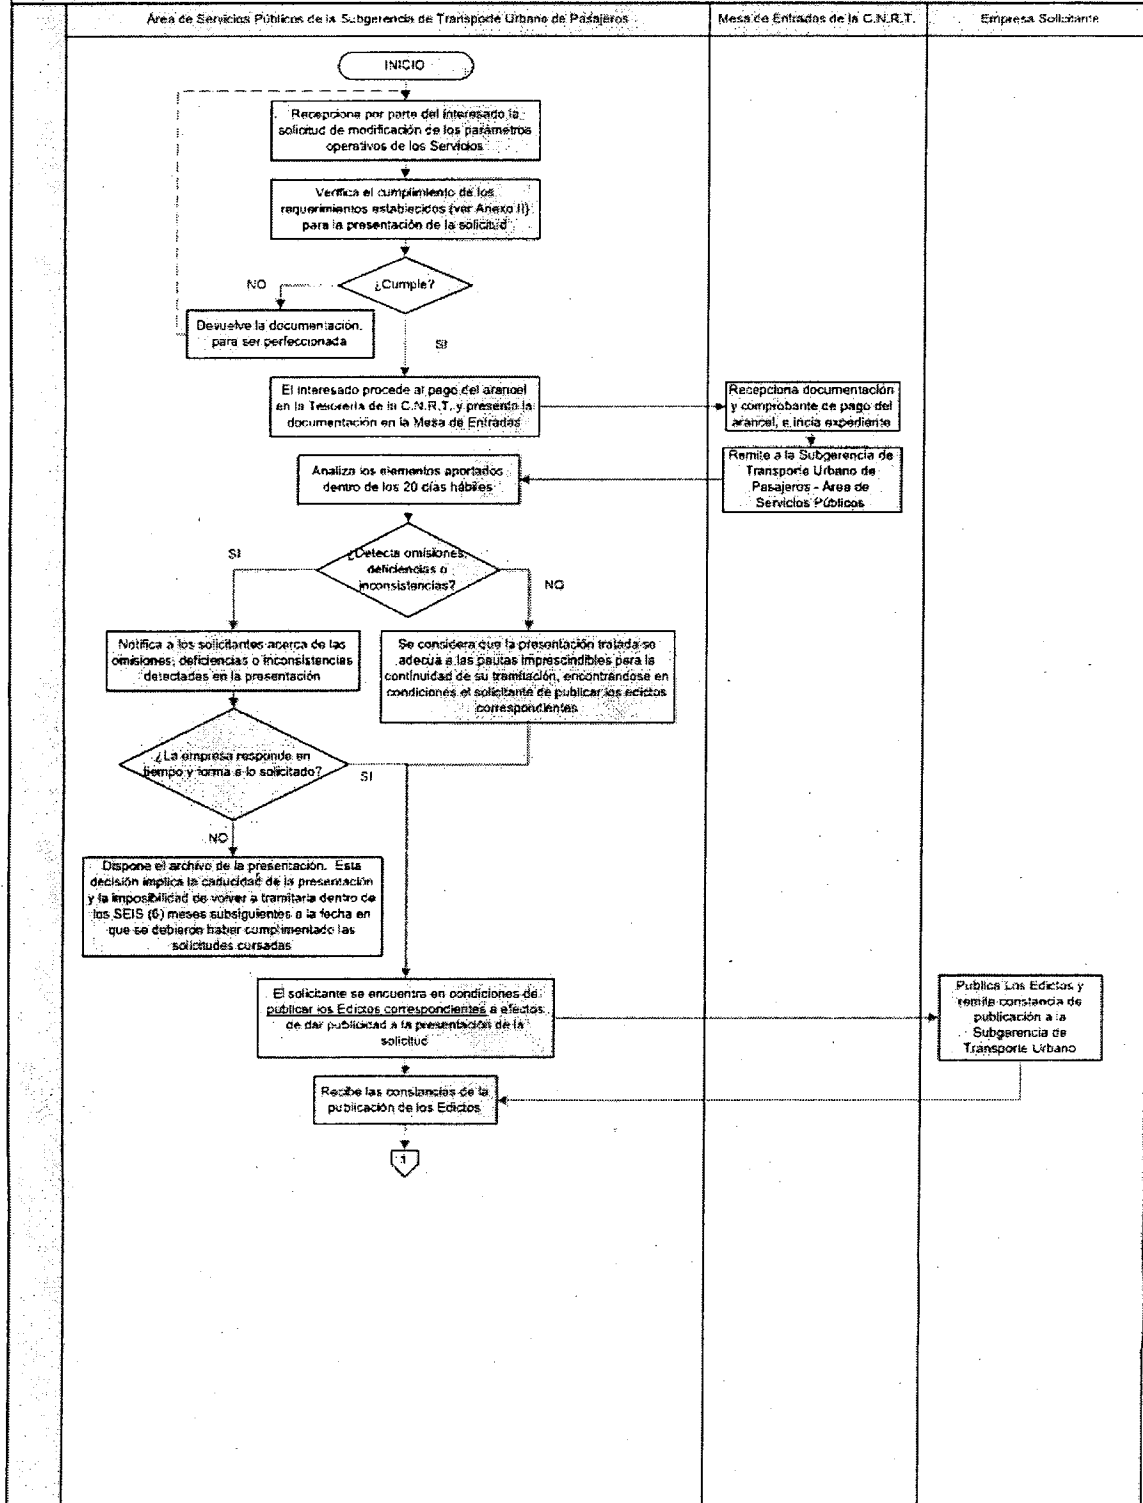 Área de Servicios Públicos de la Subgerencia de Transporte Urbano de Pasajeros
Mesa de Entradas de la C.N.R.T.
Empresa Solicitante
INICIO
Recepciona por parte del interesado la
solicitud de modificación de los parámetros
operativos de los Servicios
Verifica el cumplimiento de los
requerimientos establecidos (ver Anexo II)
para la presentación de la solicitud
¿Cumple?
NO
Devuelve la documentación,
para ser perfeccionada
SI
El interesado procede al pago del arancel
en la Tesorería de la C.N.R.T. y presenta la
documentación en la Mesa de Entradas
Recepciona documentación
y comprobante de pago del
arancel, e incia expediente
Remite a la Subgerencia de
Transporte Urbano de
Pasajeros - Área de
Servicios Públicos
Analiza los elementos aportados
dentro de los 20 días hábiles
¿Detecta omisiones,
deficiencias o
inconsistencias?
SI
NO
Notifica a los solicitantes acerca de las
omisiones, deficiencias o inconsistencias
detectadas en la presentación
Se considera que la presentación tratada se
adecua a las pautas imprescindibles para la
continuidad de su tramitación, encontrándose en
condiciones el solicitante de publicar los edictos
correspondientes
¿La empresa responde en
tiempo y forma a lo solicitado?
SI
NO
Dispone el archivo de la presentación. Esta
decisión implica la caducidad de la presentación
y la imposibilidad de volver a tramitarla dentro de
los SEIS (6) meses subsiguientes a la fecha en
que se debieron haber cumplimentado las
solicitudes cursadas
El solicitante se encuentra en condiciones de
publicar los Edictos correspondientes a efectos
de dar publicidad a la presentación de la
solicitud
Publica Los Edictos y
remite constancia de
publicación a la
Subgerencia de
Transporte Urbano
Recibe las constancias de la
publicación de los Edictos
1